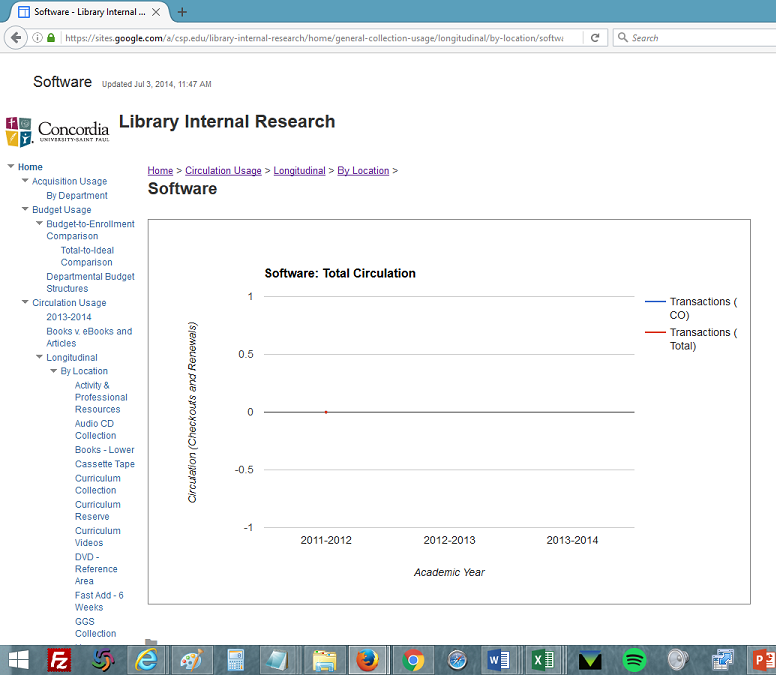 Software - Library Internal ...
https://sites.google.com/a/csp.edu/library-internal-research/home/general-collection-usage/longitudinal/by-location/softwa
Search
Software Updated Jul 3, 2014, 11:47 AM
Concordia
UNIVERSITY·SAINT PAUL
Library Internal Research
Home
Acquisition Usage
By Department
Budget Usage
Budget-to-Enrollment
Comparison
Total-to-Ideal
Comparison
Departmental Budget
Structures
Circulation Usage
2013-2014
Books v. eBooks and
Articles
Longitudinal
By Location
Activity &
Professional
Resources
Audio CD
Collection
Books - Lower
Cassette Tape
Curriculum
Collection
Curriculum
Reserve
Curriculum
Videos
DVD -
Reference
Area
Fast Add - 6
Weeks
GGS
Collection
Home > Circulation Usage > Longitudinal > By Location >
Software
Software: Total Circulation
1
0.5
0
-0.5
-1
Circulation (Checkouts and Renewals)
2011-2012 2012-2013 2013-2014
Academic Year
Transactions (
CO)
Transactions (
Total)